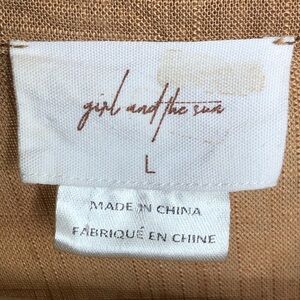 girl and the sun
L
MADE IN CHINA
FABRIQUÉ EN CHINE